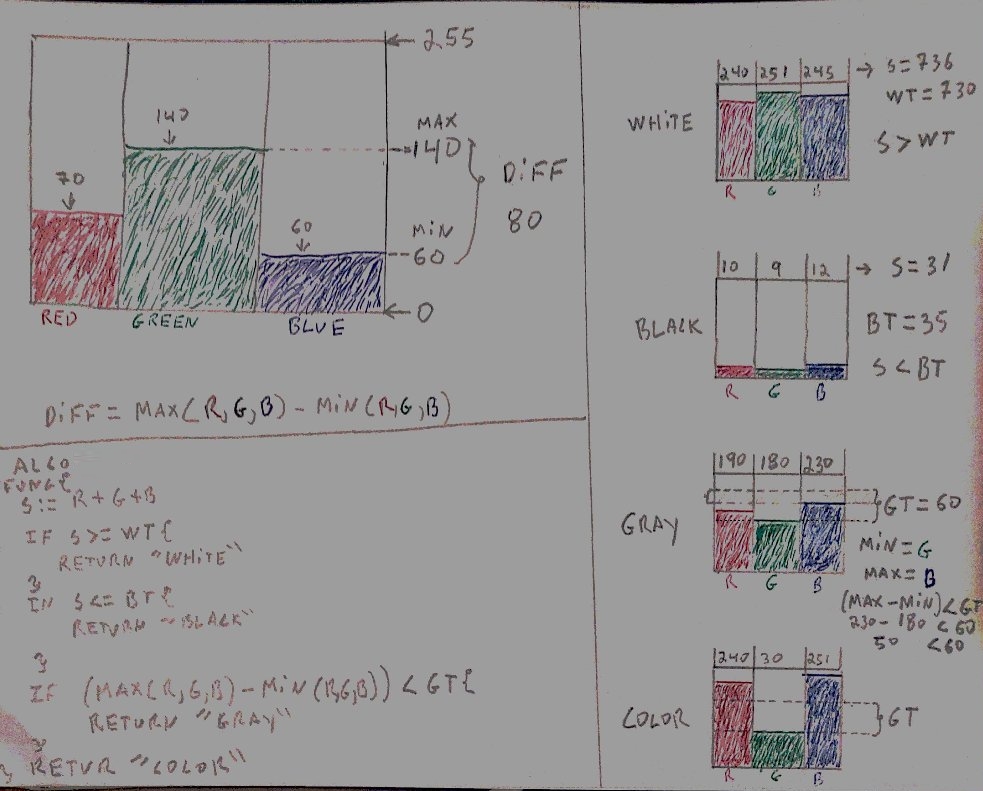 ← 255
140
MAX
140
70
DIFF
80
60
MIN
60
← 0
RED GREEN BLUE
DIFF = MAX(R,G,B) - MIN(R,G,B)
ALGO
FUNC{
S:= R+G+B
IF S>=WT{
RETURN "WHITE"
}
IN S<=BT{
RETURN "BLACK"
}
IF (MAX(R,G,B)-MIN(R,G,B)) < GT{
RETURN "GRAY"
}
} RETUR "COLOR"
240 251 245 → S=736
WT=730
WHITE
S>WT
R G B
10 9 12 → S=31
BLACK
BT=35
S<BT
R G B
190 180 230
GT=60
GRAY
MIN=G
R G B
MAX=B
(MAX-MIN)<GT
230-180 <60
50 <60
240 30 251
COLOR
GT
R G B